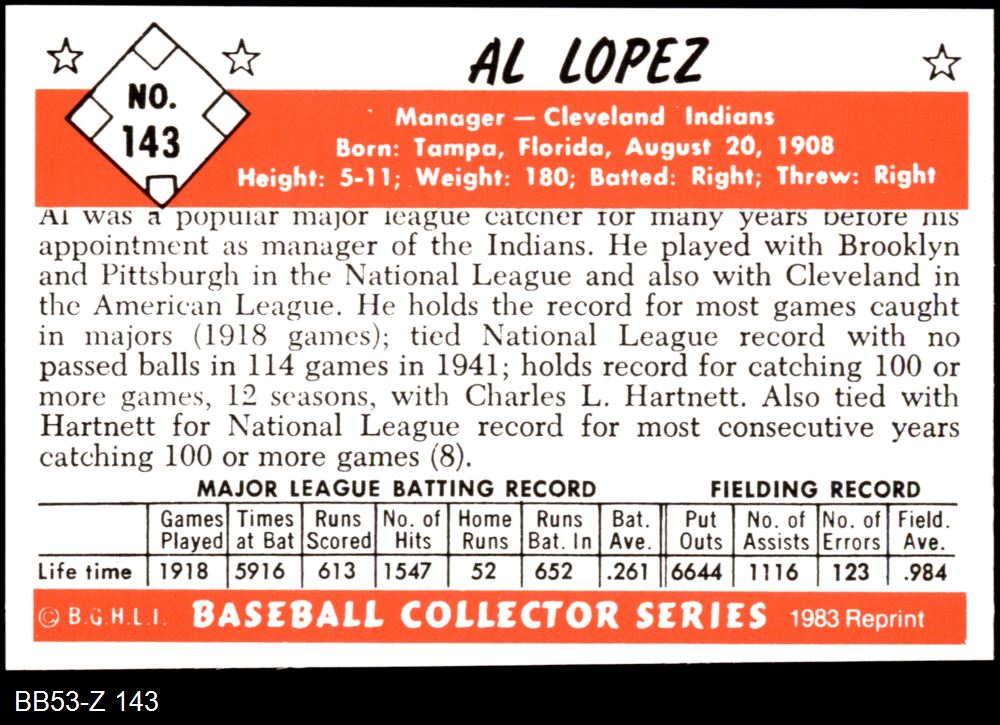 AL LOPEZ
NO.
143
Manager — Cleveland Indians
Born: Tampa, Florida, August 20, 1908
Height: 5-11; Weight: 180; Batted: Right; Threw: Right
Al was a popular major league catcher for many years before his
appointment as manager of the Indians. He played with Brooklyn
and Pittsburgh in the National League and also with Cleveland in
the American League. He holds the record for most games caught
in majors (1918 games); tied National League record with no
passed balls in 114 games in 1941; holds record for catching 100 or
more games, 12 seasons, with Charles L. Hartnett. Also tied with
Hartnett for National League record for most consecutive years
catching 100 or more games (8).
MAJOR LEAGUE BATTING RECORD FIELDING RECORD
Games Times Runs No. of Home Runs Bat. Put No. of No. of Field.
Played at Bat Scored Hits Runs Bat. In Ave. Outs Assists Errors Ave.
Life time 1918 5916 613 1547 52 652 .261 6644 1116 123 .984
© B.G.H.L.I. BASEBALL COLLECTOR SERIES 1983 Reprint
BB53-Z 143